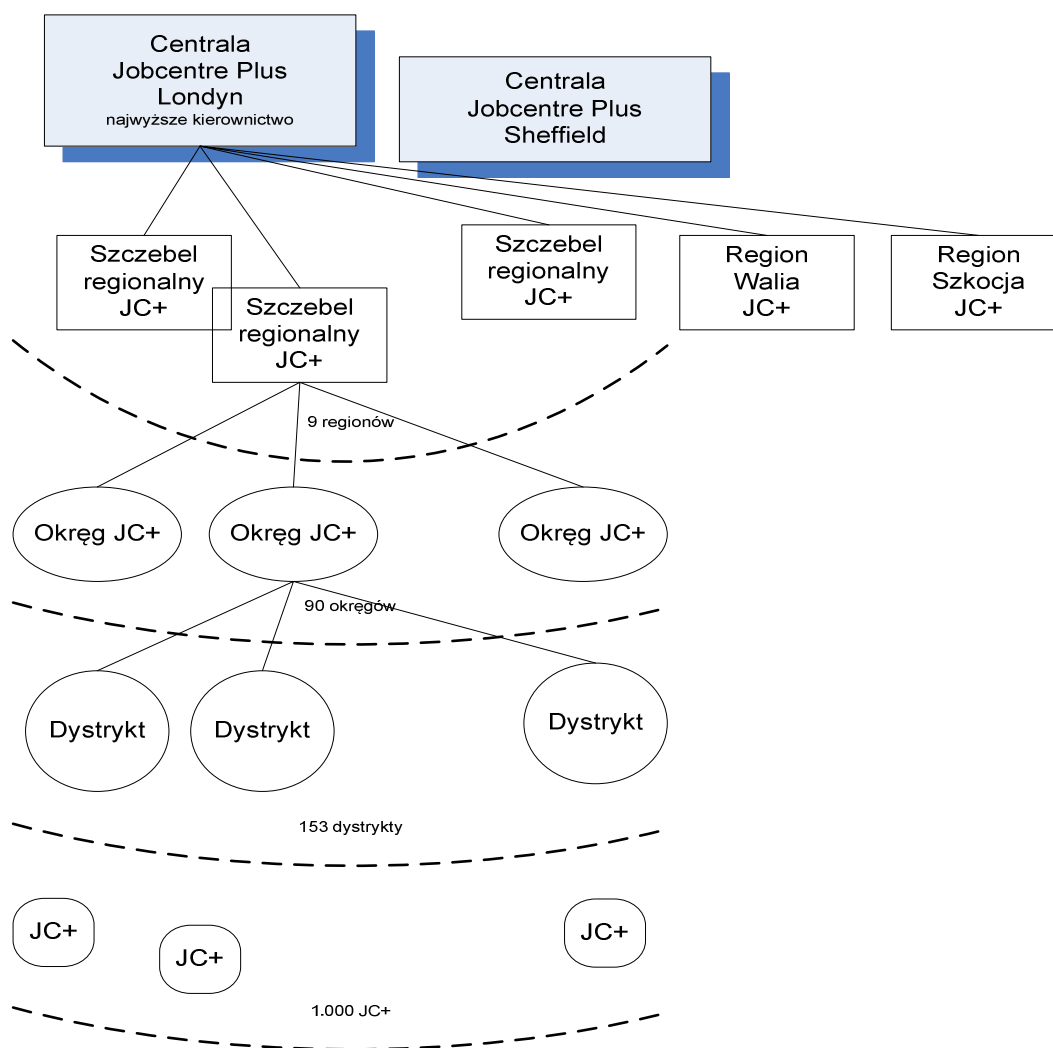 Centrala
Jobcentre Plus
Londyn
najwyższe kierownictwo
Centrala
Jobcentre Plus
Sheffield
Szczebel
regionalny
JC+
Szczebel
regionalny
JC+
Szczebel
regionalny
JC+
Region
Walia
JC+
Region
Szkocja
JC+
9 regionów
Okręg JC+
Okręg JC+
Okręg JC+
90 okręgów
Dystrykt
Dystrykt
Dystrykt
153 dystrykty
JC+
JC+
JC+
1.000 JC+